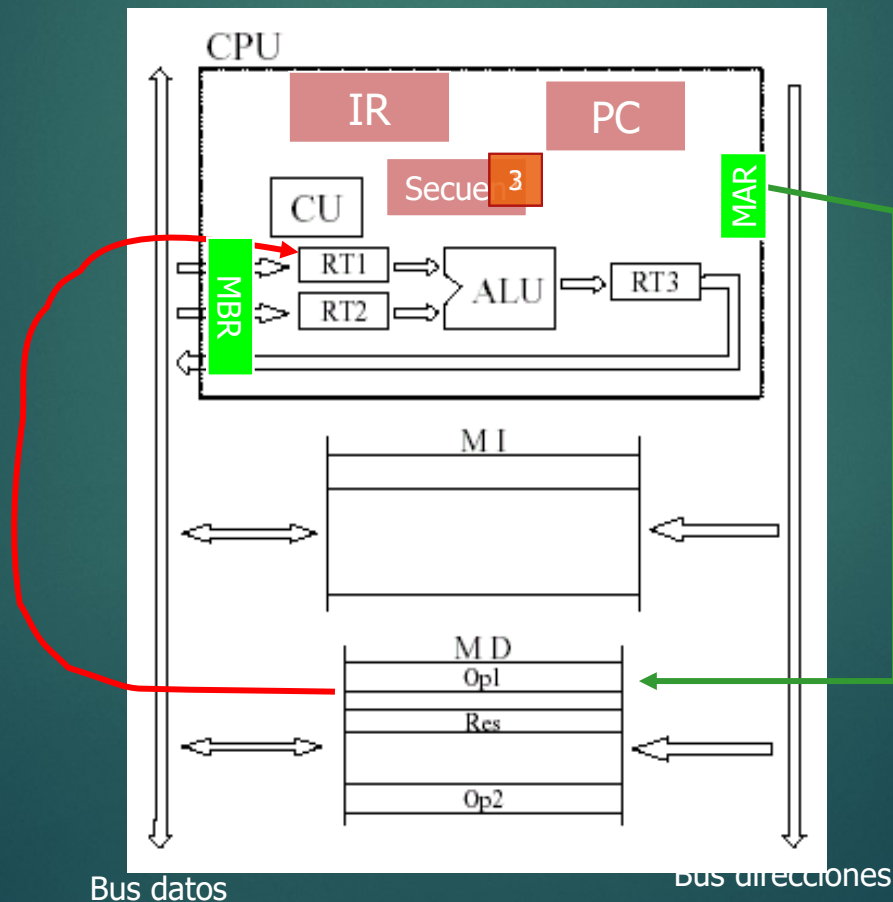 CPU
IR
PC
Secuen
3
MAR
CU
MBR
RT1
RT2
ALU
RT3
M I
M D
Op1
Res
Op2
Bus datos
Bus direcciones